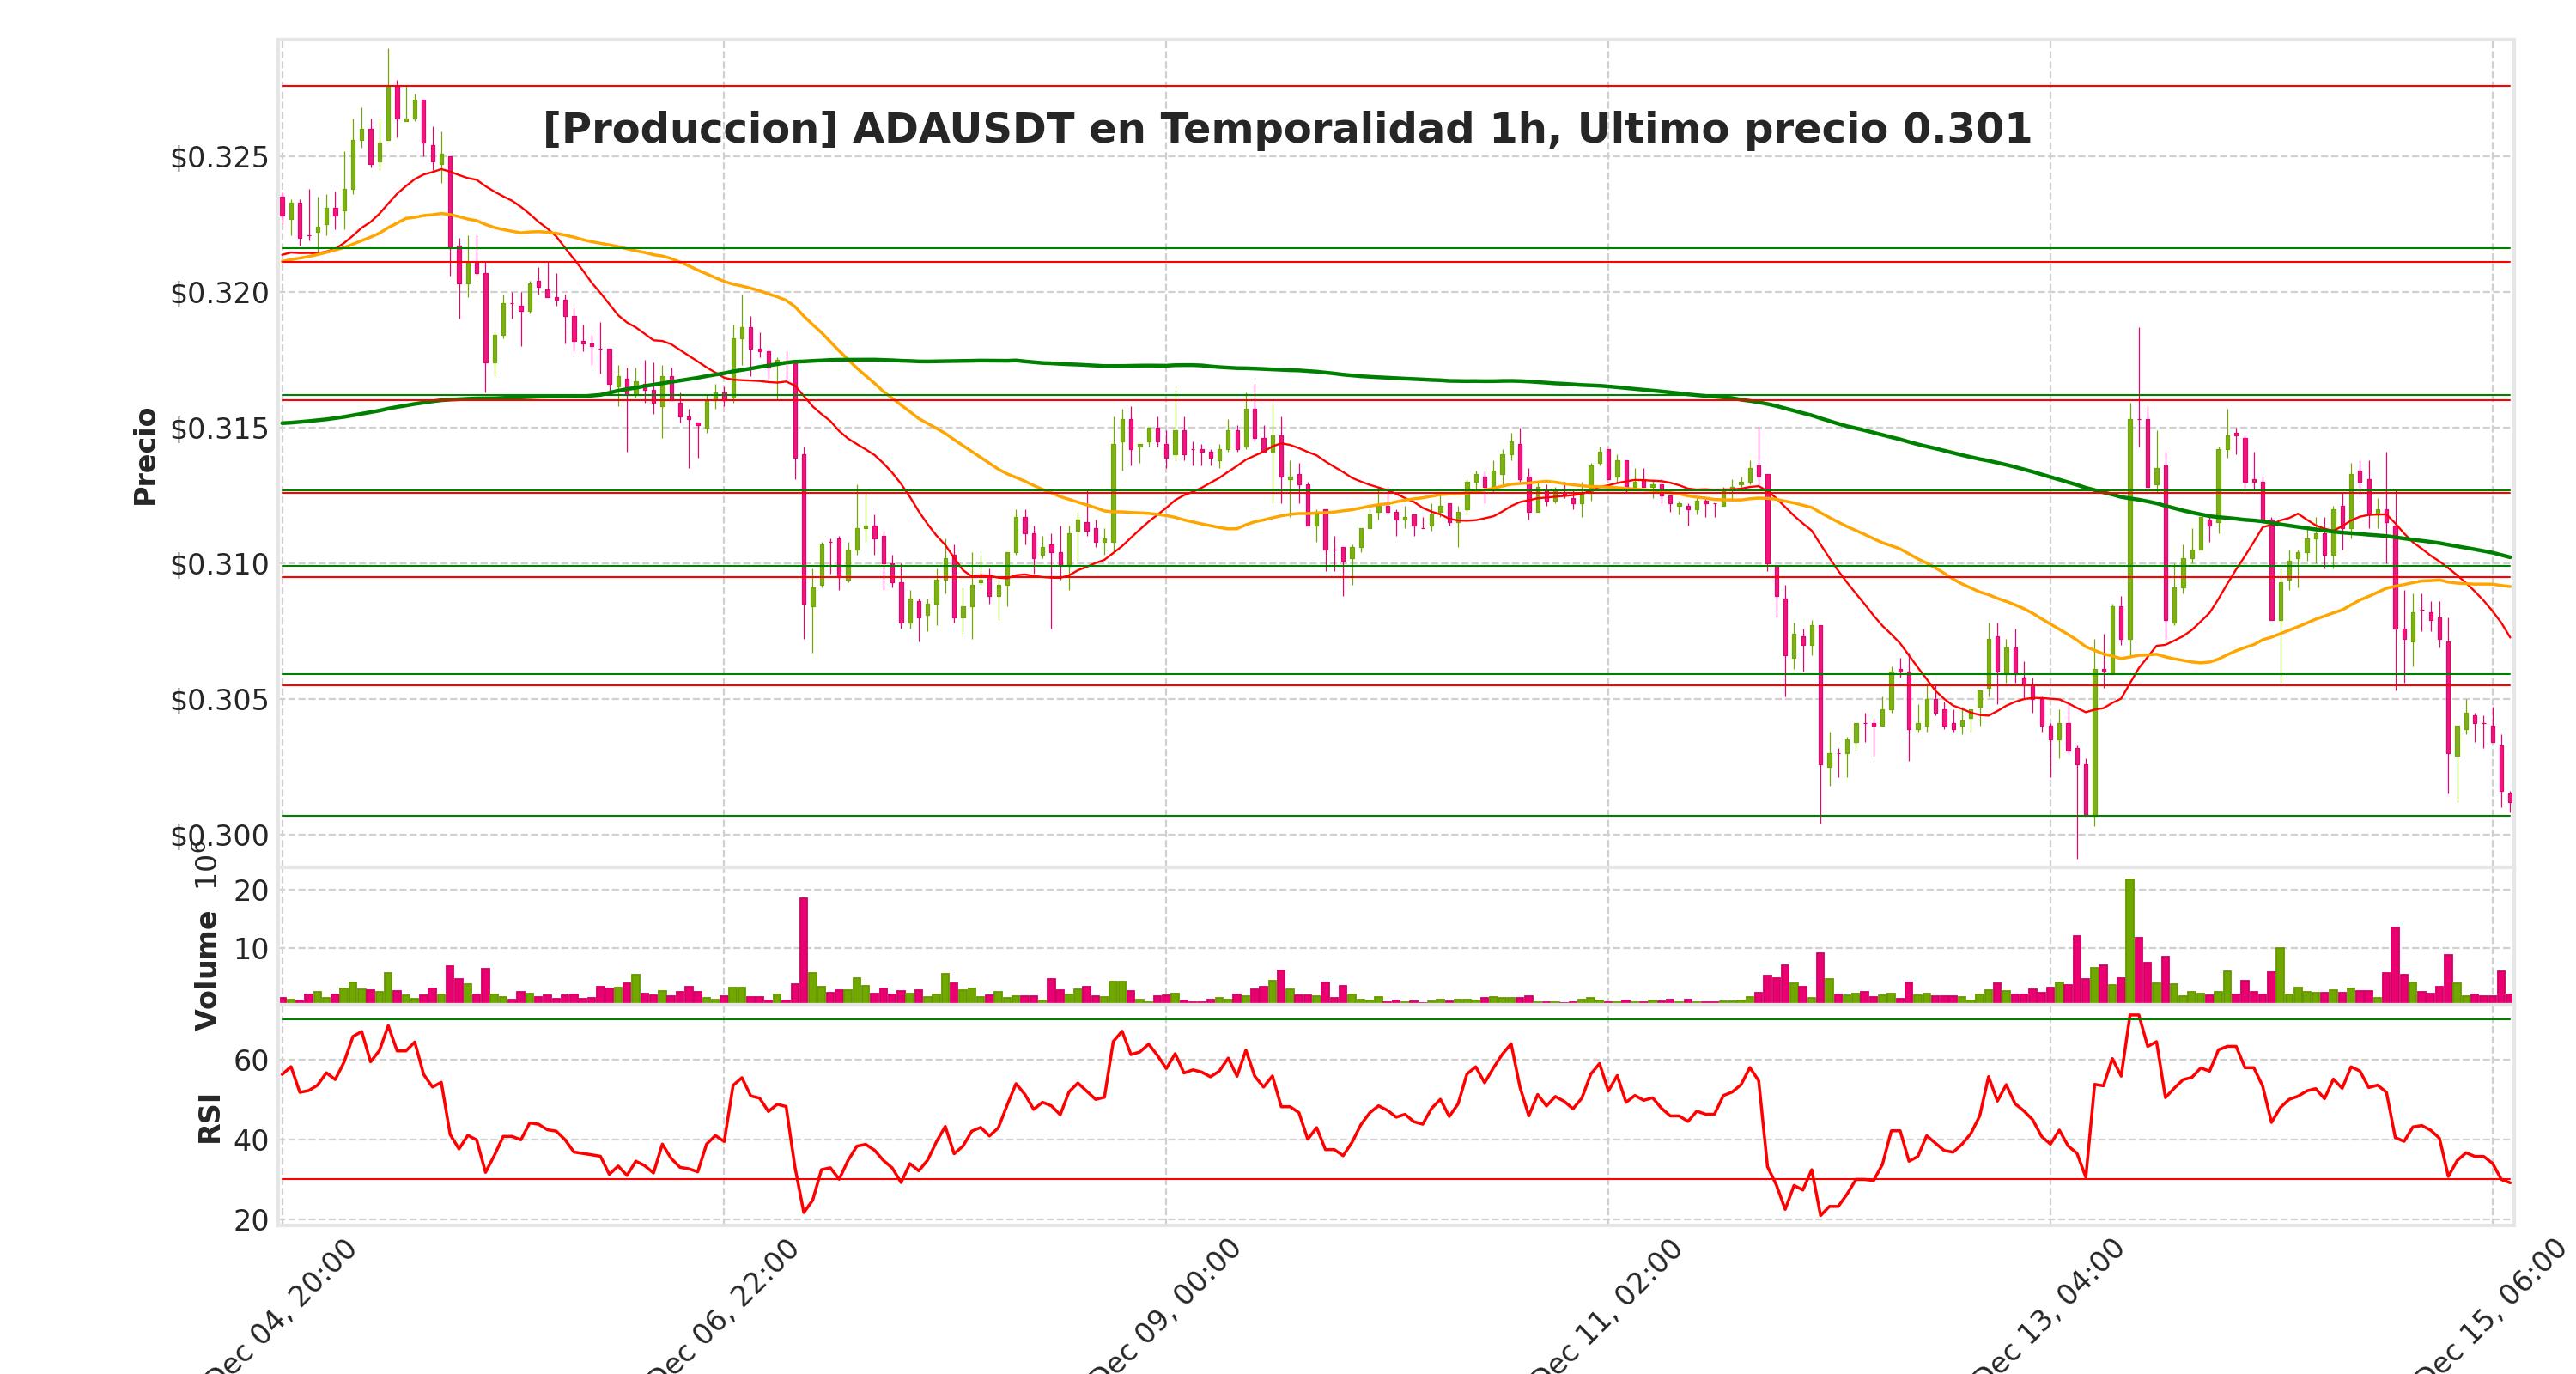 [Produccion] ADAUSDT en Temporalidad 1h, Ultimo precio 0.301
Precio
$0.325
$0.320
$0.315
$0.310
$0.305
$0.300
Volume 10⁶
20
10
RSI
60
40
20
Dec 04, 20:00
Dec 06, 22:00
Dec 09, 00:00
Dec 11, 02:00
Dec 13, 04:00
Dec 15, 06:00